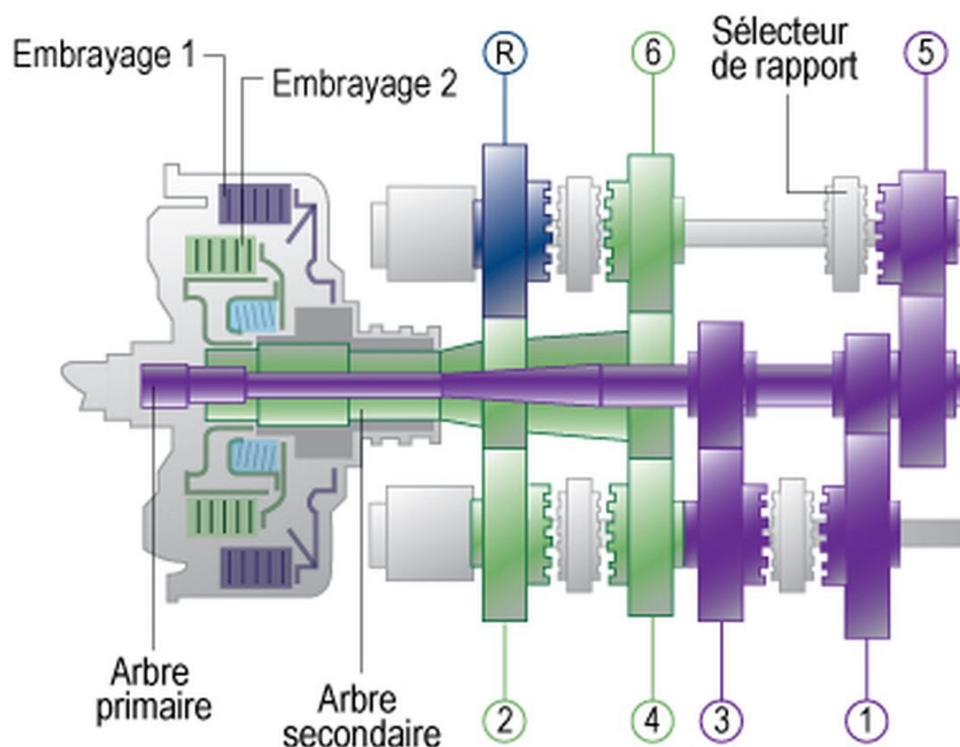 Embrayage 1
Embrayage 2
R
6
Sélecteur
de rapport
5
Arbre
primaire
Arbre
secondaire
2
4
3
1